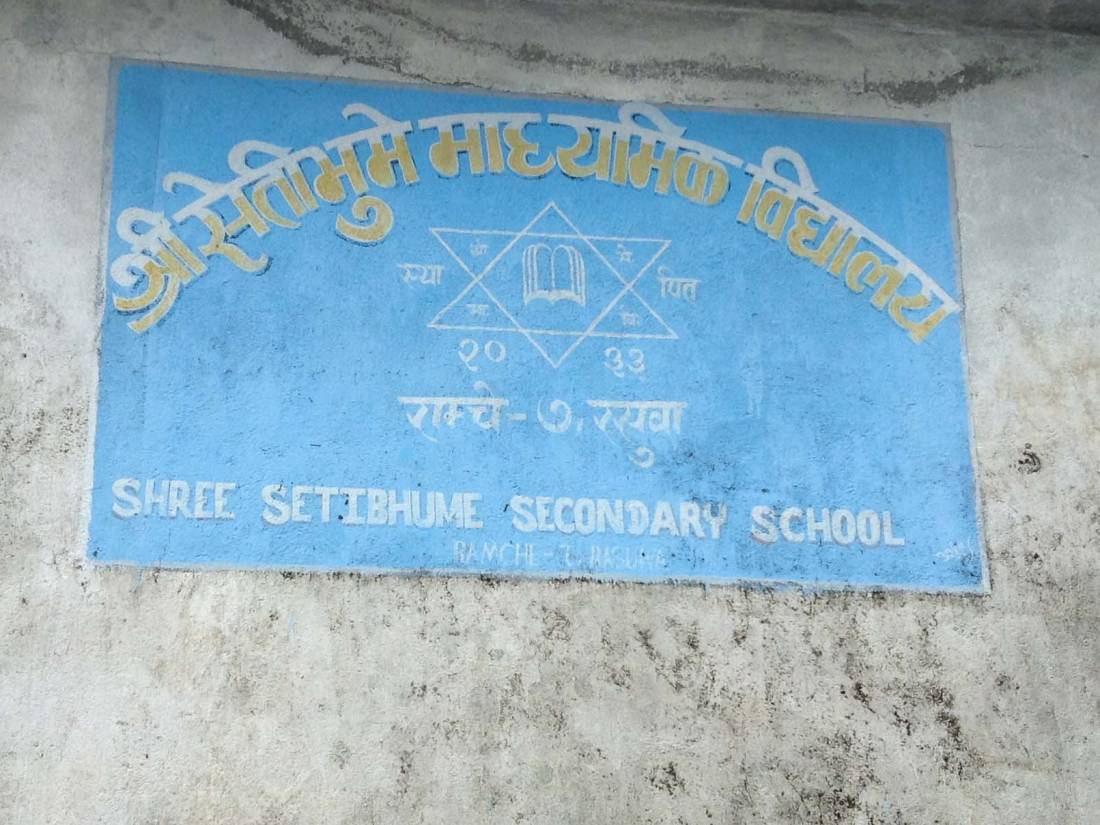 श्री सेतीभुमे माध्यमिक विद्यालय
स्था पित
२० ३३
राम्चे - ७, रसुवा
SHREE SETIBHUME SECONDARY SCHOOL
RAMCHE - 7, RASUWA